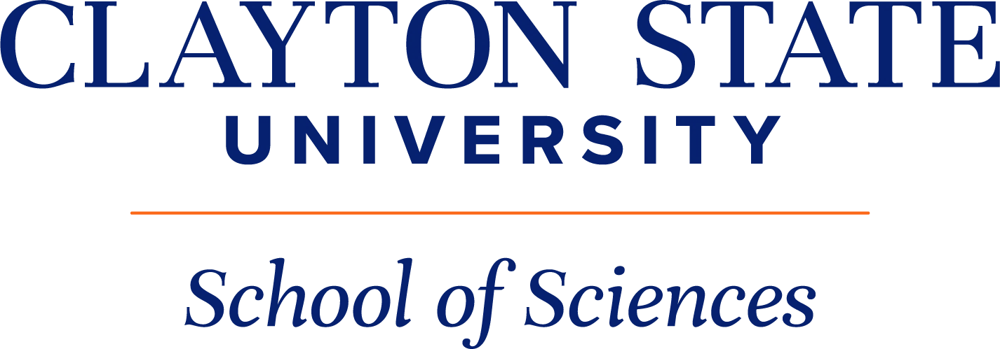 CLAYTON STATE
UNIVERSITY
School of Sciences